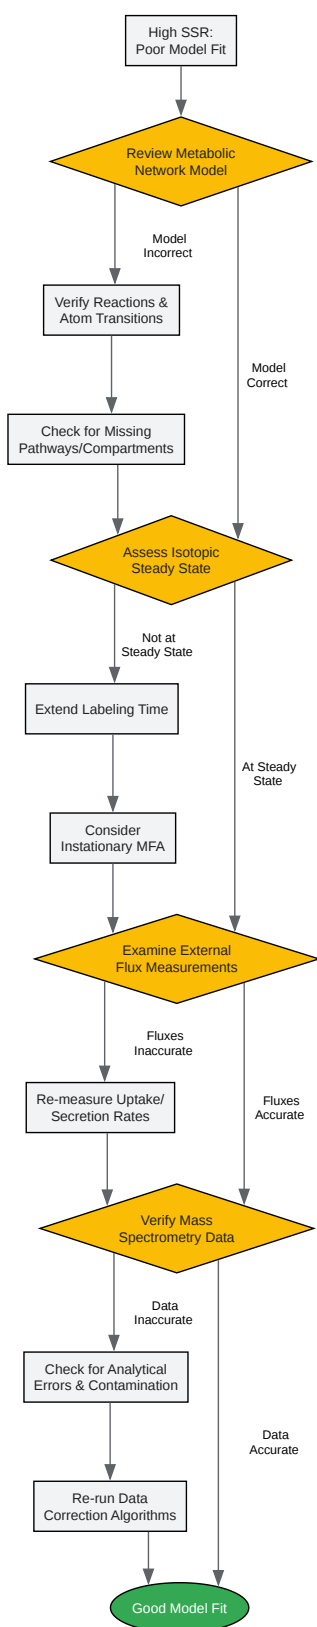 High SSR:
Poor Model Fit
Review Metabolic
Network Model
Model
Incorrect
Verify Reactions &
Atom Transitions
Model
Correct
Check for Missing
Pathways/Compartments
Assess Isotopic
Steady State
Not at
Steady State
Extend Labeling Time
At Steady
State
Consider
Instationary MFA
Examine External
Flux Measurements
Fluxes
Inaccurate
Re-measure Uptake/
Secretion Rates
Fluxes
Accurate
Verify Mass
Spectrometry Data
Data
Inaccurate
Check for Analytical
Errors & Contamination
Data
Accurate
Re-run Data
Correction Algorithms
Good Model Fit